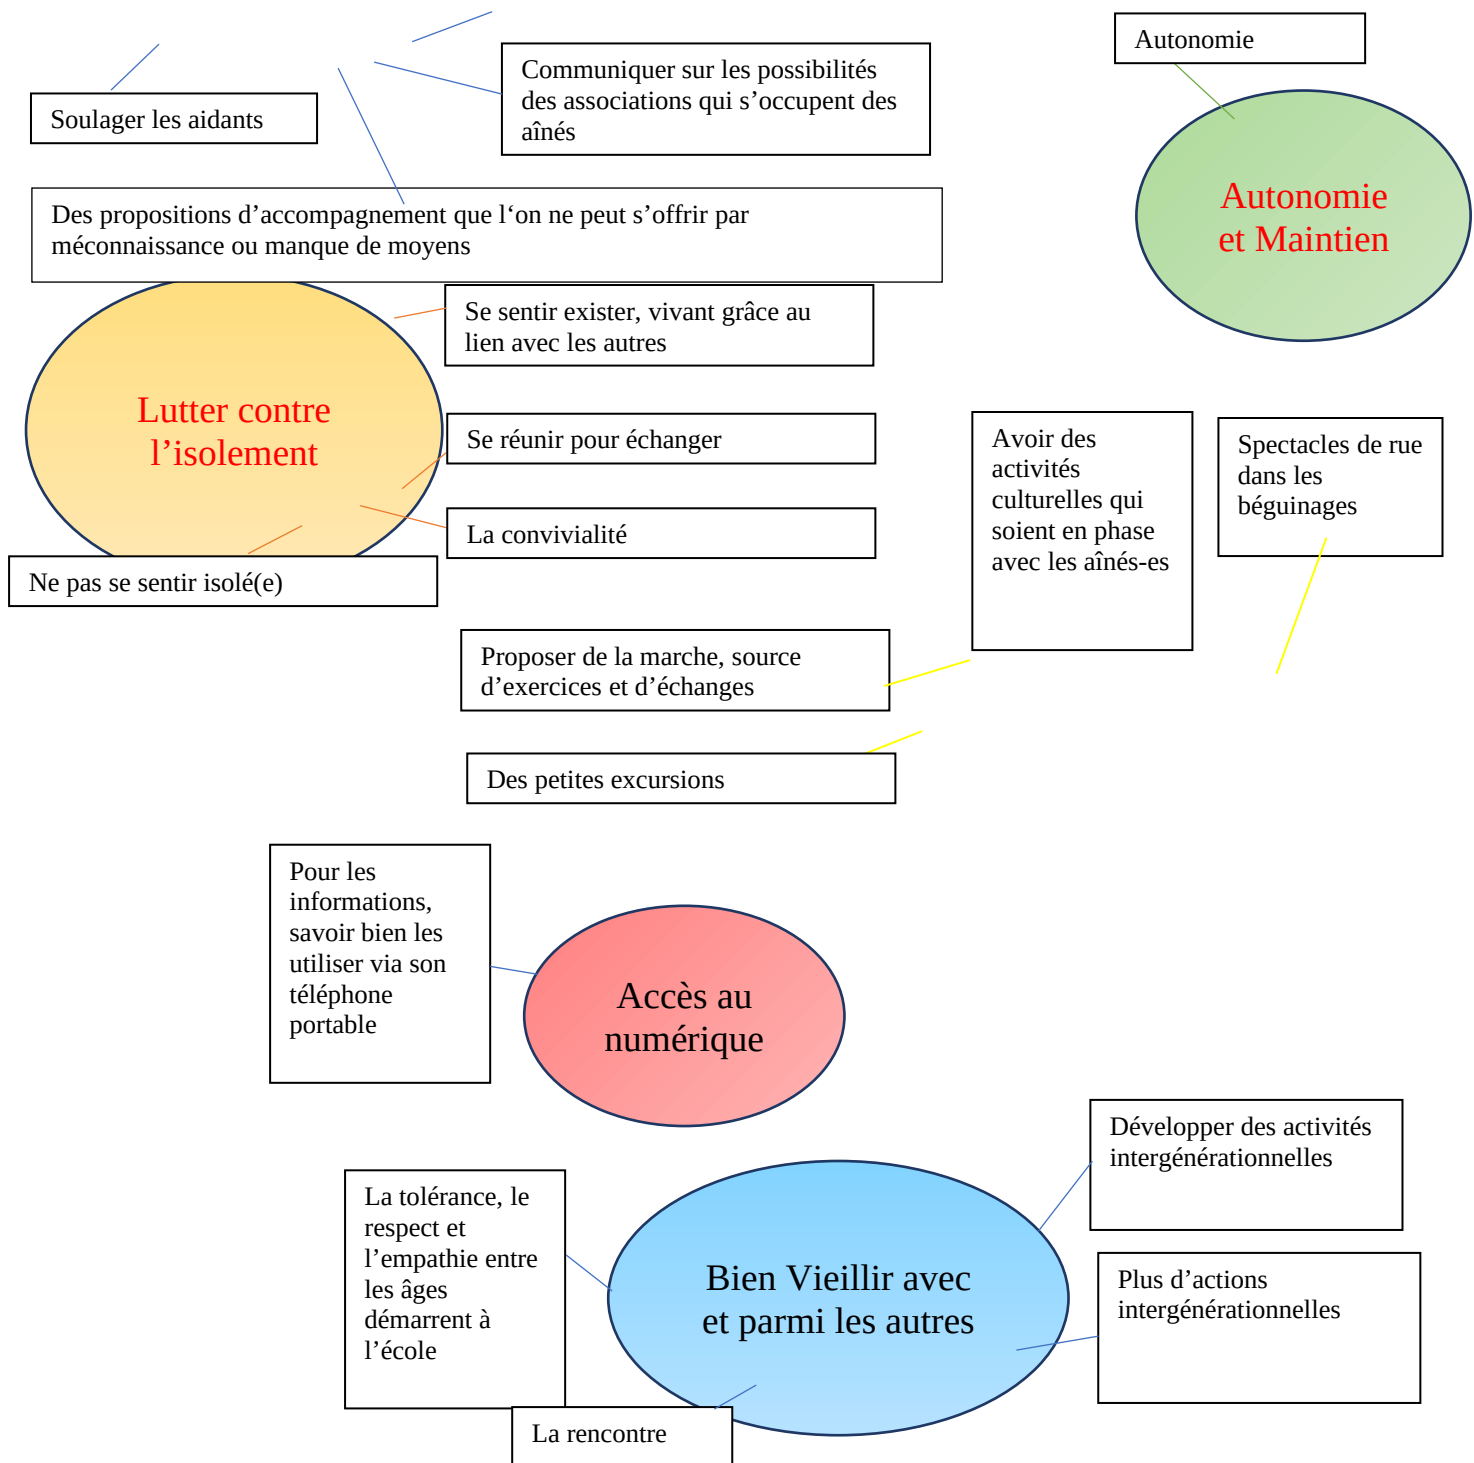 Autonomie
Communiquer sur les possibilités
des associations qui s’occupent des
aînés
Soulager les aidants
Autonomie
et Maintien
Des propositions d’accompagnement que l‘on ne peut s’offrir par
méconnaissance ou manque de moyens
Se sentir exister, vivant grâce au
lien avec les autres
Lutter contre
l’isolement
Se réunir pour échanger
La convivialité
Ne pas se sentir isolé(e)
Avoir des
activités
culturelles qui
soient en phase
avec les aînés-es
Spectacles de rue
dans les
béguinages
Proposer de la marche, source
d’exercices et d’échanges
Des petites excursions
Pour les
informations,
savoir bien les
utiliser via son
téléphone
portable
Accès au
numérique
Développer des activités
intergénérationnelles
La tolérance, le
respect et
l’empathie entre
les âges
démarrent à
l’école
Bien Vieillir avec
et parmi les autres
Plus d’actions
intergénérationnelles
La rencontre